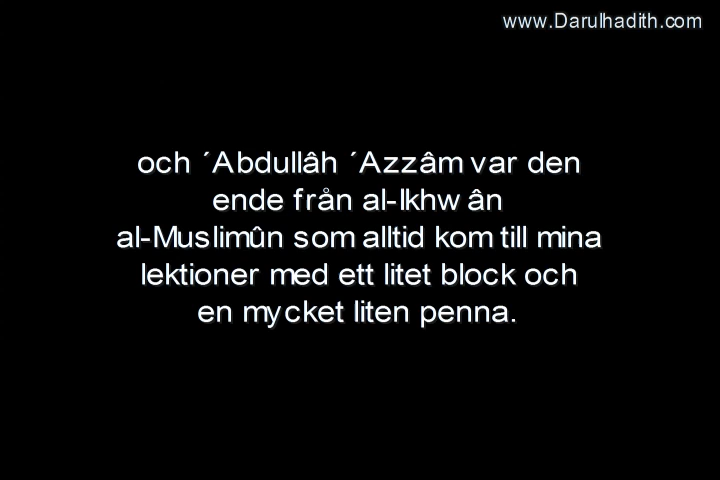 www.Darulhadith.com
och ´Abdullâh ´Azzâm var den
ende från al-Ikhwân
al-Muslimûn som alltid kom till mina
lektioner med ett litet block och
en mycket liten penna.